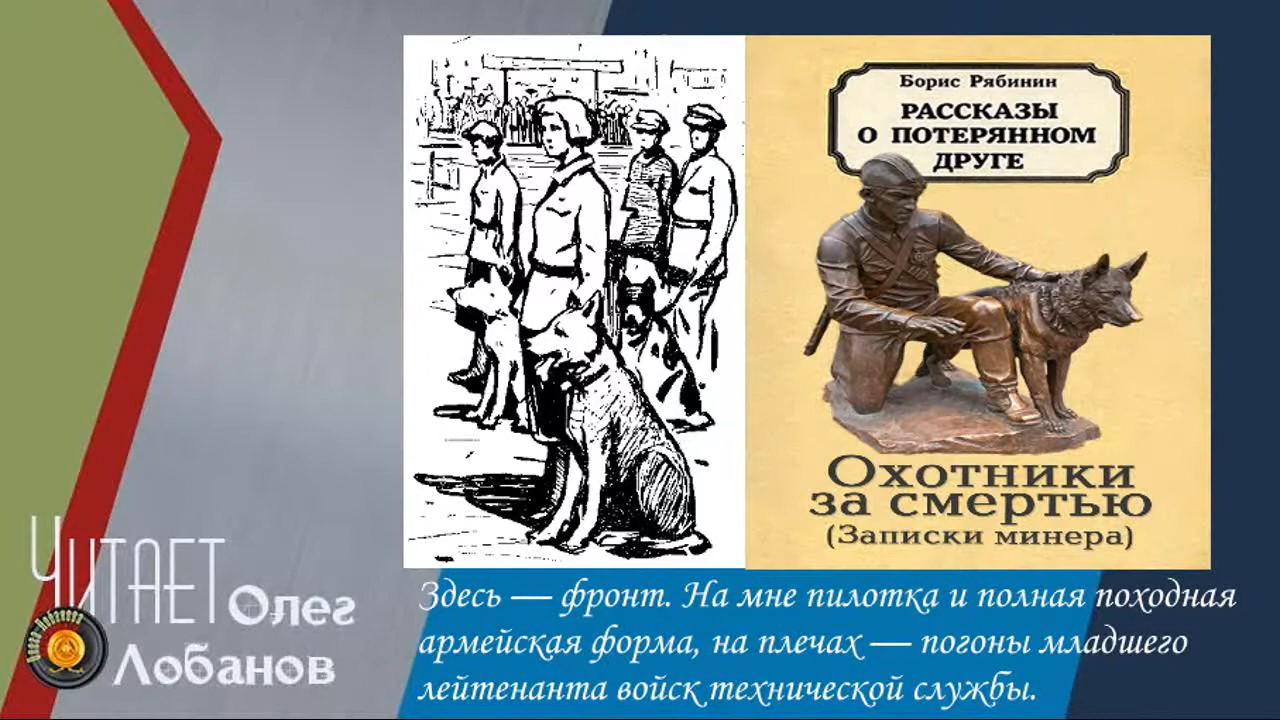 Борис Рябинин
РАССКАЗЫ
О ПОТЕРЯННОМ
ДРУГЕ
Охотники
за смертью
(Записки минера)
Читает
Олег
Лобанов
Здесь — фронт. На мне пилотка и полная походная
армейская форма, на плечах — погоны младшего
лейтенанта войск технической службы.